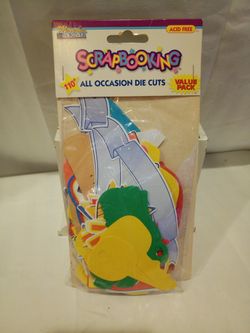 ACID FREE
SCRAPBOOKING
110+
ALL OCCASION DIE CUTS
VALUE
PACK